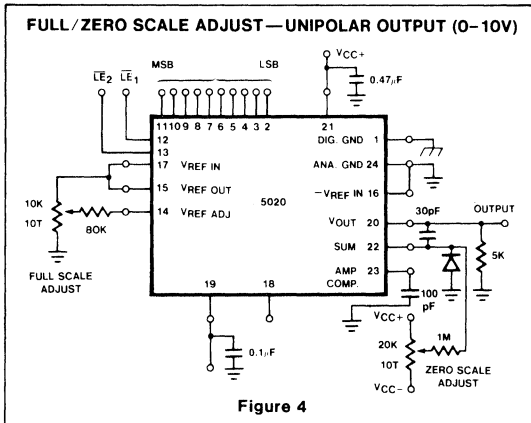 FULL/ZERO SCALE ADJUST—UNIPOLAR OUTPUT (0–10V)
VCC+
0.47µF
LE2 LE1 MSB LSB
11 10 9 8 7 6 5 4 3 2 21
12
13
17 VREF IN
15 VREF OUT
14 VREF ADJ
5020
DIG. GND 1
ANA. GND 24
−VREF IN 16
VOUT 20
SUM 22
AMP 23
COMP.
30pF
OUTPUT
5K
10K
10T
80K
FULL SCALE
ADJUST
19 18
0.1µF
100
pF
VCC+
20K
10T
1M
VCC−
ZERO SCALE
ADJUST
Figure 4